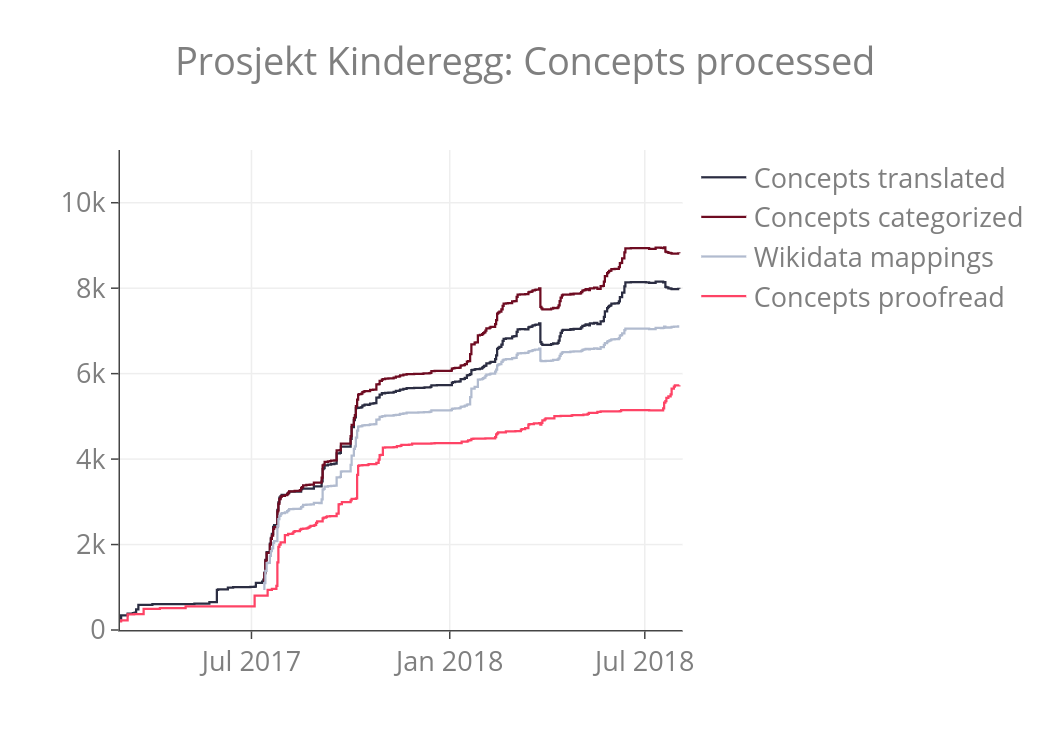 Prosjekt Kinderegg: Concepts processed
10k
8k
6k
4k
2k
0
Jul 2017
Jan 2018
Jul 2018
Concepts translated
Concepts categorized
Wikidata mappings
Concepts proofread